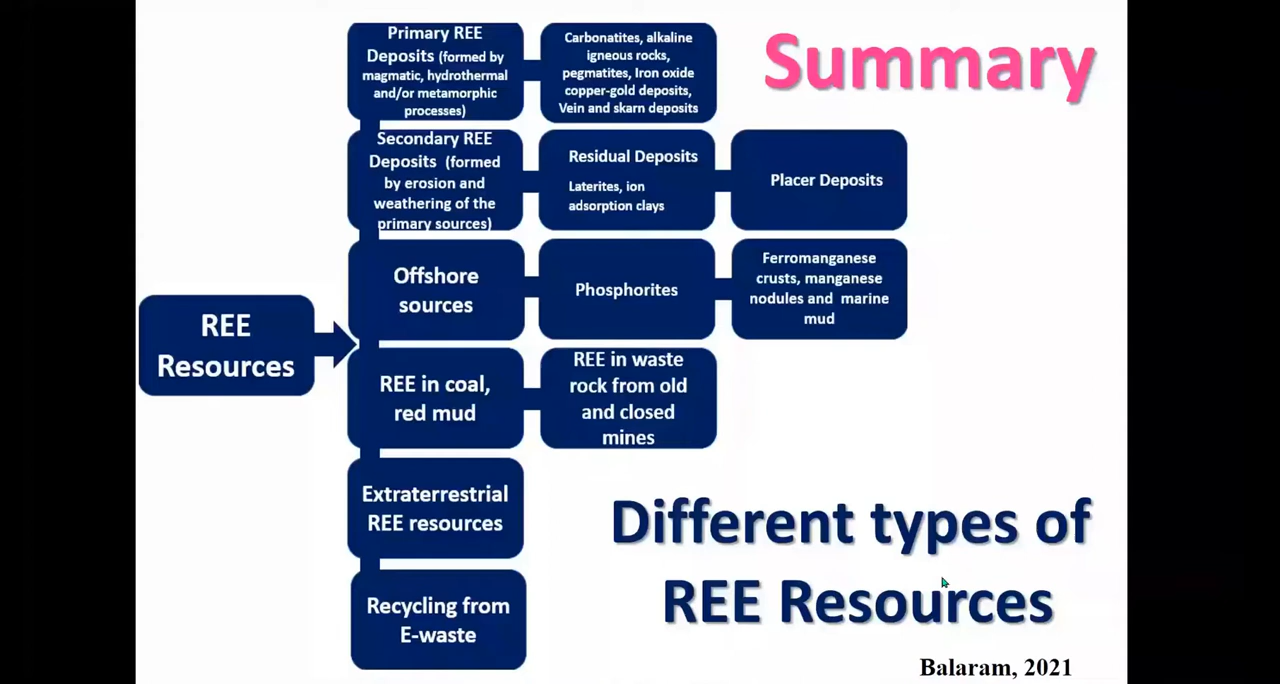 Summary
Primary REE
Deposits (formed by
magmatic, hydrothermal
and/or metamorphic
processes)
Carbonatites, alkaline
igneous rocks,
pegmatites, Iron oxide
copper-gold deposits,
Vein and skarn deposits
Secondary REE
Deposits (formed
by erosion and
weathering of the
primary sources)
Residual Deposits
Laterites, ion
adsorption clays
Placer Deposits
Offshore
sources
Phosphorites
Ferromanganese
crusts, manganese
nodules and marine
mud
REE
Resources
REE in coal,
red mud
REE in waste
rock from old
and closed
mines
Extraterrestrial
REE resources
Recycling from
E-waste
Different types of
REE Resources
Balaram, 2021